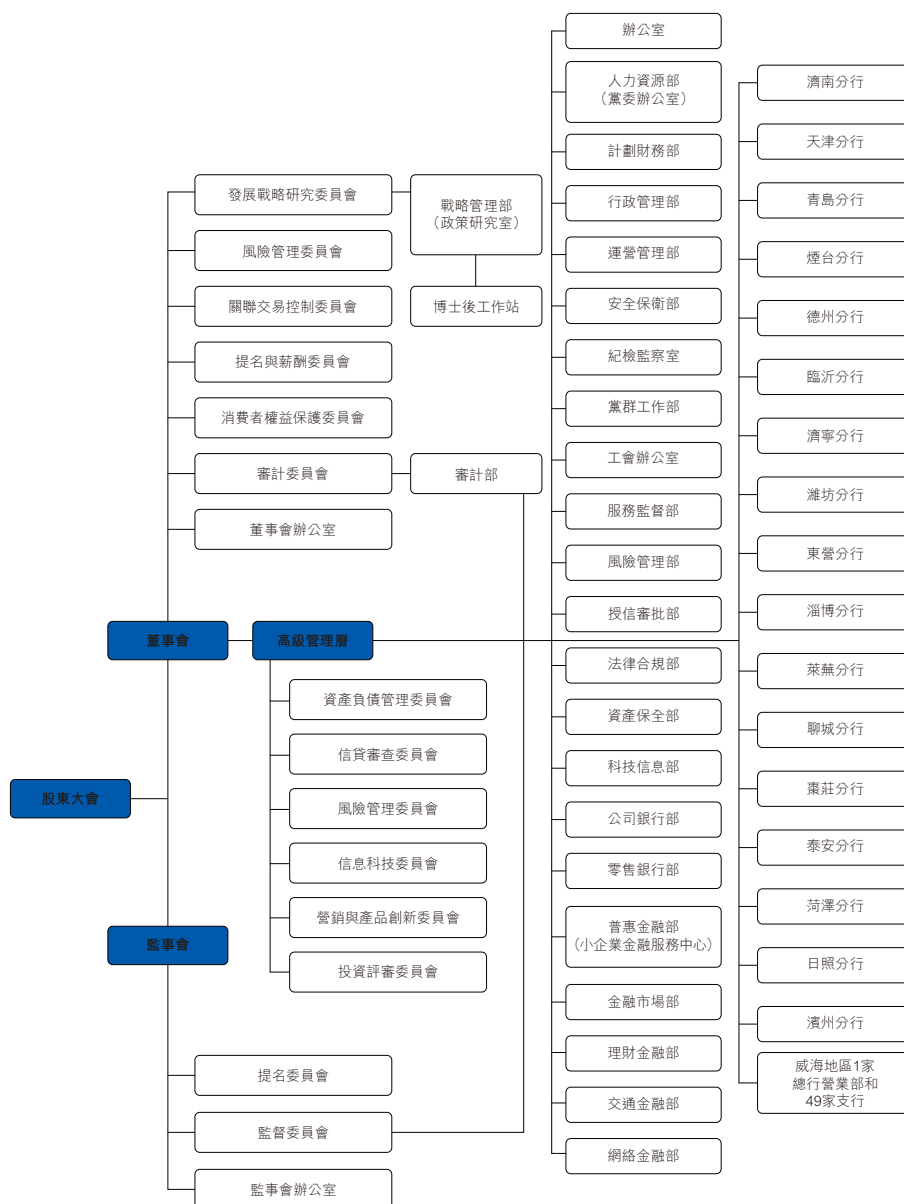 股東大會
董事會
監事會
發展戰略研究委員會
風險管理委員會
關聯交易控制委員會
提名與薪酬委員會
消費者權益保護委員會
審計委員會
董事會辦公室
戰略管理部
（政策研究室）
博士後工作站
審計部
高級管理層
資產負債管理委員會
信貸審查委員會
風險管理委員會
信息科技委員會
營銷與產品創新委員會
投資評審委員會
提名委員會
監督委員會
監事會辦公室
辦公室
人力資源部
（黨委辦公室）
計劃財務部
行政管理部
運營管理部
安全保衛部
紀檢監察室
黨群工作部
工會辦公室
服務監督部
風險管理部
授信審批部
法律合規部
資產保全部
科技信息部
公司銀行部
零售銀行部
普惠金融部
（小企業金融服務中心）
金融市場部
理財金融部
交通金融部
網絡金融部
濟南分行
天津分行
青島分行
煙台分行
德州分行
臨沂分行
濟寧分行
濰坊分行
東營分行
淄博分行
萊蕪分行
聊城分行
棗莊分行
泰安分行
菏澤分行
日照分行
濱州分行
威海地區1家
總行營業部和
49家支行